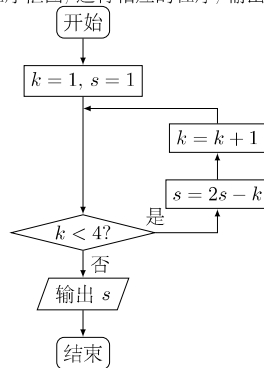 开始
k = 1, s = 1
k = k + 1
s = 2s − k
是
k < 4?
否
输出 s
结束